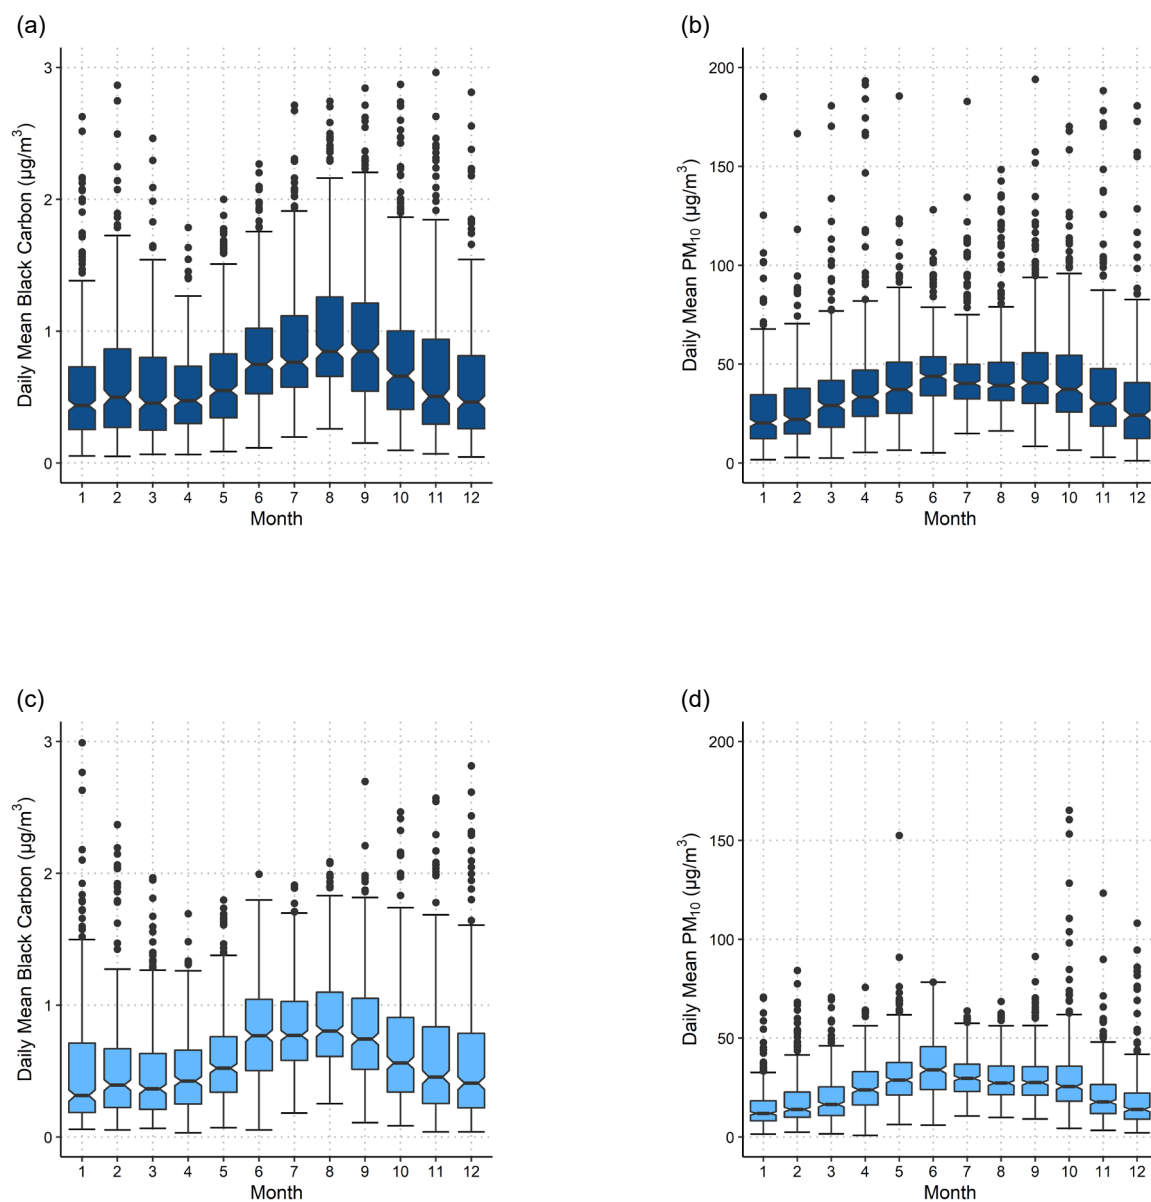 (a)
Daily Mean Black Carbon (μg/m³)
3
2
1
0
1 2 3 4 5 6 7 8 9 10 11 12
Month
(b)
Daily Mean PM₁₀ (μg/m³)
200
150
100
50
0
1 2 3 4 5 6 7 8 9 10 11 12
Month
(c)
Daily Mean Black Carbon (μg/m³)
3
2
1
0
1 2 3 4 5 6 7 8 9 10 11 12
Month
(d)
Daily Mean PM₁₀ (μg/m³)
200
150
100
50
0
1 2 3 4 5 6 7 8 9 10 11 12
Month